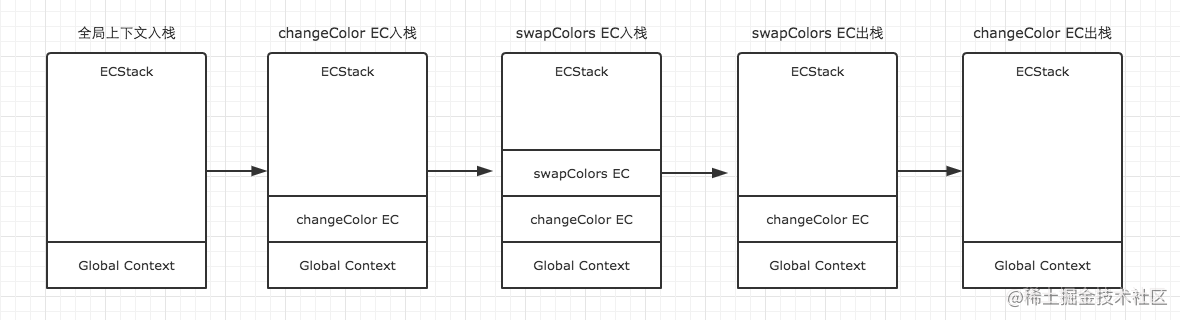 全局上下文入栈
changeColor EC入栈
swapColors EC入栈
swapColors EC出栈
changeColor EC出栈
ECStack
ECStack
ECStack
ECStack
ECStack
swapColors EC
changeColor EC
changeColor EC
changeColor EC
Global Context
Global Context
Global Context
Global Context
Global Context
@稀土掘金技术社区